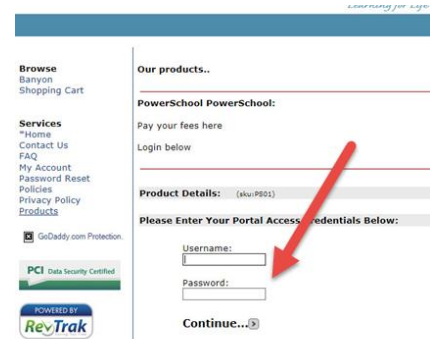 Learning for Life
Browse
Banyon
Shopping Cart
Services
"Home
Contact Us
FAQ
My Account
Password Reset
Policies
Privacy Policy
Products
GoDaddy.com Protection.
PCI Data Security Certified
POWERED BY
RevTrak
Our products..
PowerSchool PowerSchool:
Pay your fees here
Login below
Product Details: (sku:PS01)
Please Enter Your Portal Access Credentials Below:
Username:
Password:
Continue...